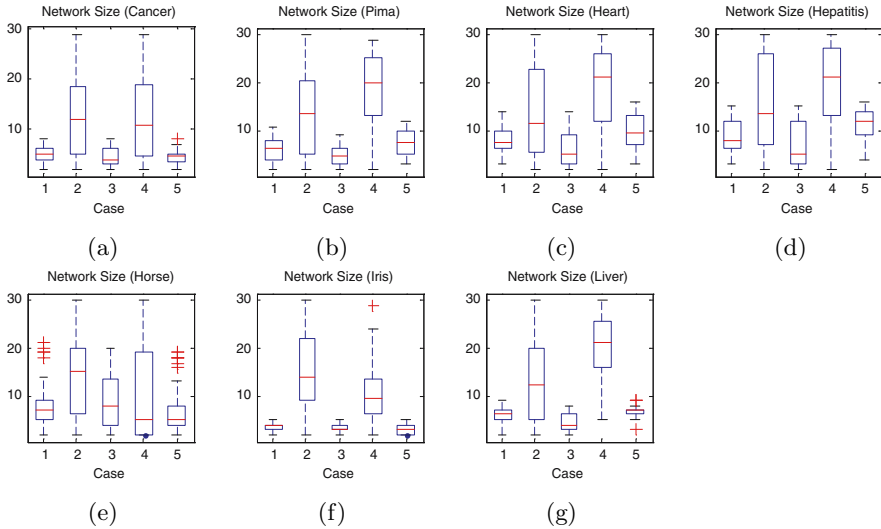 Network Size (Cancer)
30
20
10
1 2 3 4 5
Case
(a)
Network Size (Pima)
30
20
10
1 2 3 4 5
Case
(b)
Network Size (Heart)
30
20
10
1 2 3 4 5
Case
(c)
Network Size (Hepatitis)
30
20
10
1 2 3 4 5
Case
(d)
Network Size (Horse)
30
20
10
1 2 3 4 5
Case
(e)
Network Size (Iris)
30
20
10
1 2 3 4 5
Case
(f)
Network Size (Liver)
30
20
10
1 2 3 4 5
Case
(g)